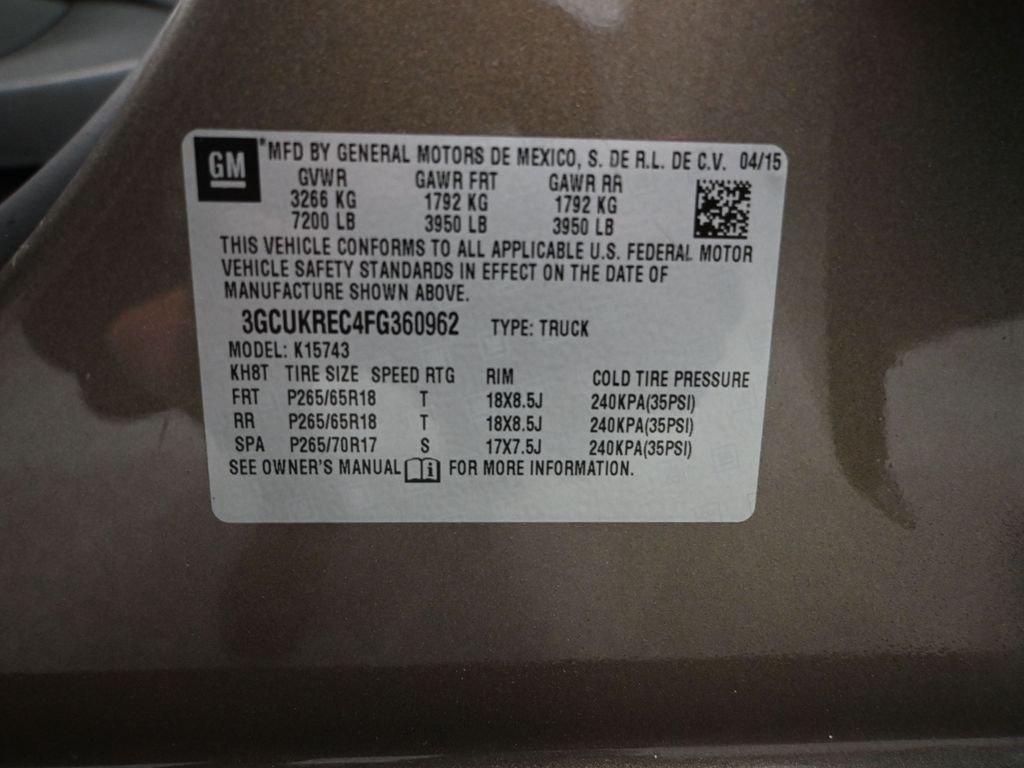 GM *MFD BY GENERAL MOTORS DE MEXICO, S. DE R.L. DE C.V. 04/15
GVWR GAWR FRT GAWR RR
3266 KG 1792 KG 1792 KG
7200 LB 3950 LB 3950 LB
THIS VEHICLE CONFORMS TO ALL APPLICABLE U.S. FEDERAL MOTOR
VEHICLE SAFETY STANDARDS IN EFFECT ON THE DATE OF
MANUFACTURE SHOWN ABOVE.
3GCUKREC4FG360962 TYPE: TRUCK
MODEL: K15743
KH8T TIRE SIZE SPEED RTG RIM COLD TIRE PRESSURE
FRT P265/65R18 T 18X8.5J 240KPA(35PSI)
RR P265/65R18 T 18X8.5J 240KPA(35PSI)
SPA P265/70R17 S 17X7.5J 240KPA(35PSI)
SEE OWNER'S MANUAL i FOR MORE INFORMATION.